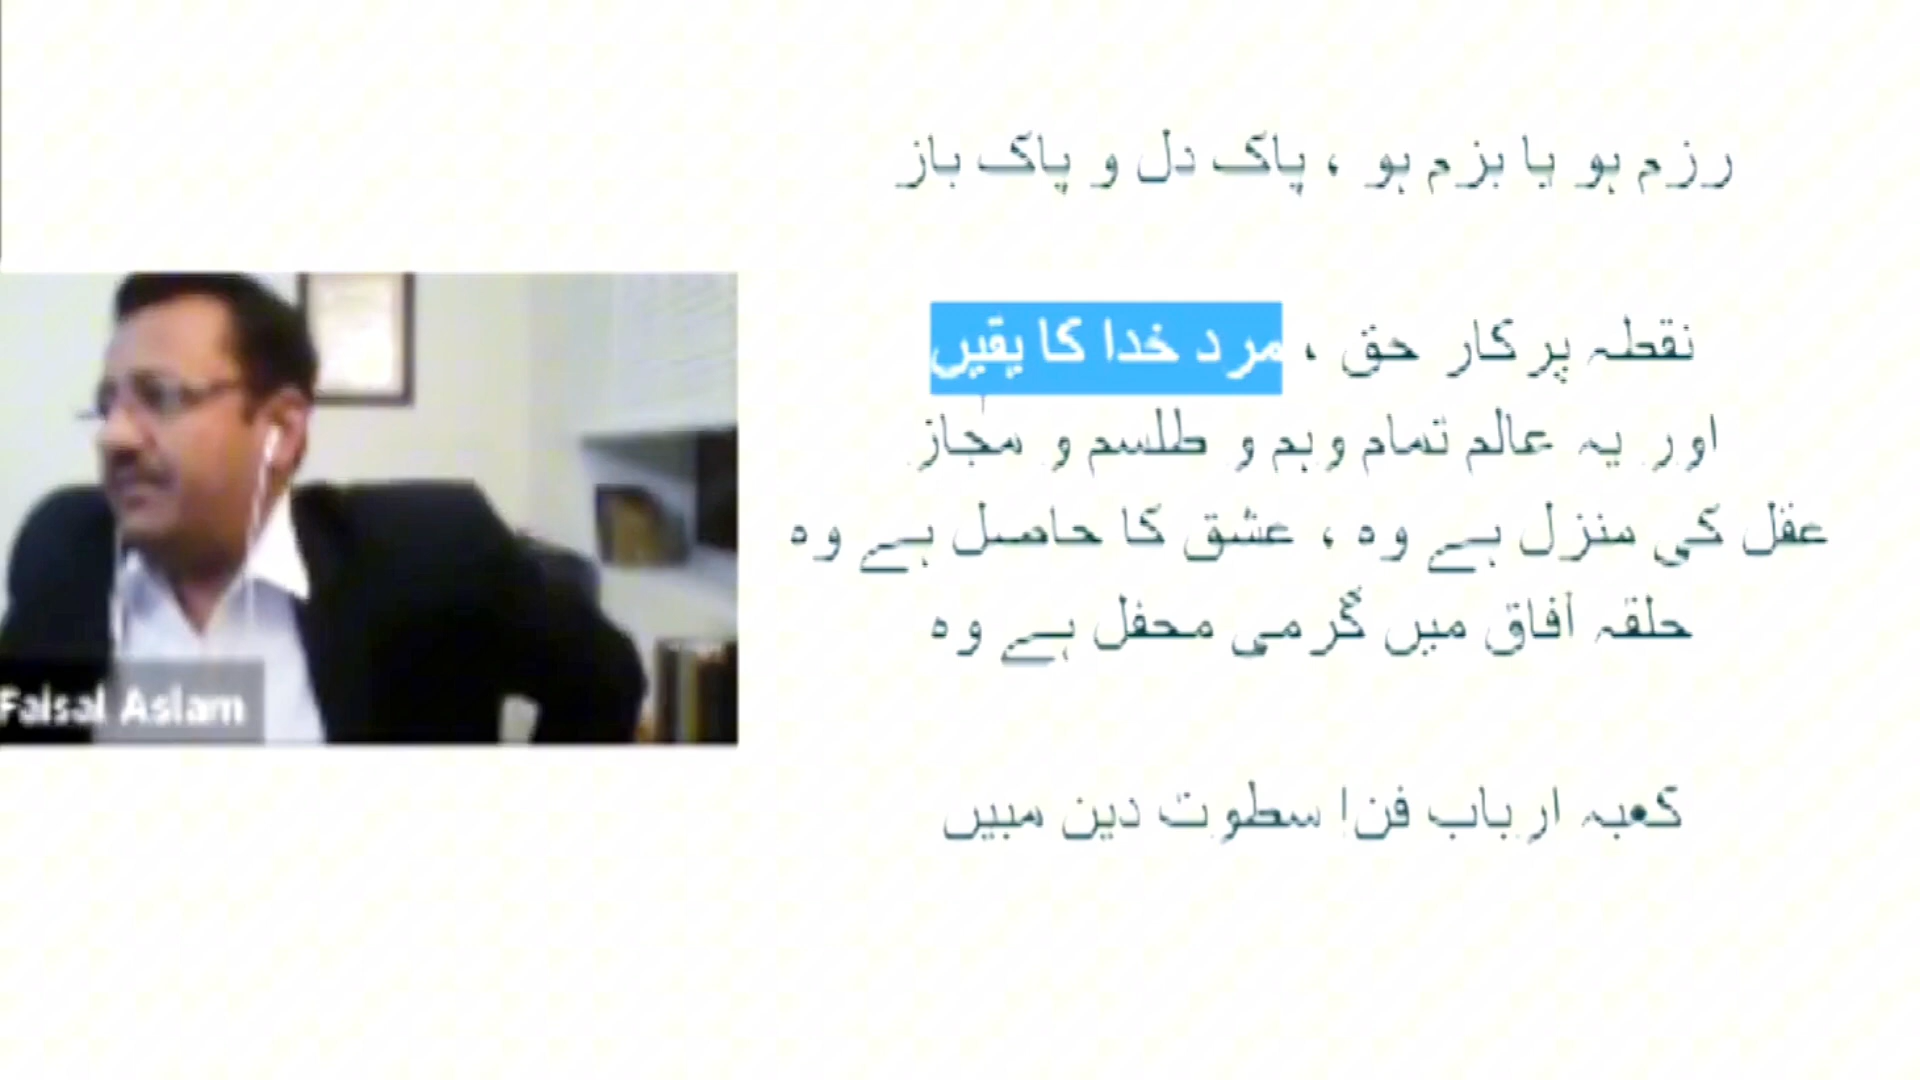 رزم ہو یا بزم ہو ، پاک دل و پاک باز
نقطہ پرکار حق ، مرد خدا کا یقیں
اور یہ عالم تمام وہم و طلسم و مجاز
عقل کی منزل ہے وہ ، عشق کا حاصل ہے وہ
حلقہ آفاق میں گرمی محفل ہے وہ
کعبہ ارباب فن! سطوت دین مبیں
Faisal Aslam